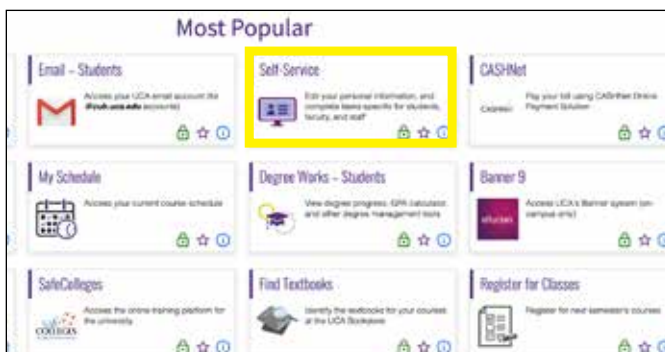 Most Popular
Email – Students
Access your UCA email account (for
@cub.uca.edu accounts)
Self-Service
Edit your personal information, and
complete tasks specific for students,
faculty, and staff
CASHNet
CASHNet
Pay your bill using CASHNet Online
Payment Solution
My Schedule
Access your current course schedule
Degree Works – Students
View degree progress, GPA calculator,
and other degree management tools
Banner 9
ellucian
Access UCA's Banner system (on-
campus only)
SafeColleges
COLLEGES
Access the online training platform for
the university
Find Textbooks
Identify the textbooks for your courses
at the UCA Bookstore
Register for Classes
Register for next semester's courses